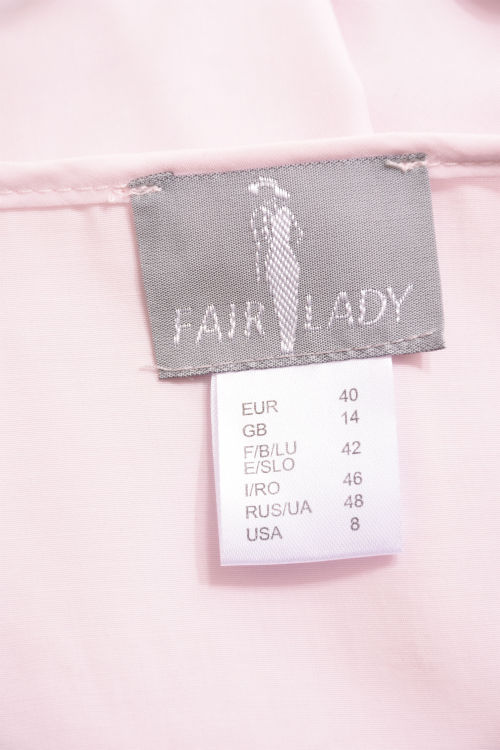 FAIR LADY
EUR 40
GB 14
F/B/LU 42
E/SLO
I/RO 46
RUS/UA 48
USA 8